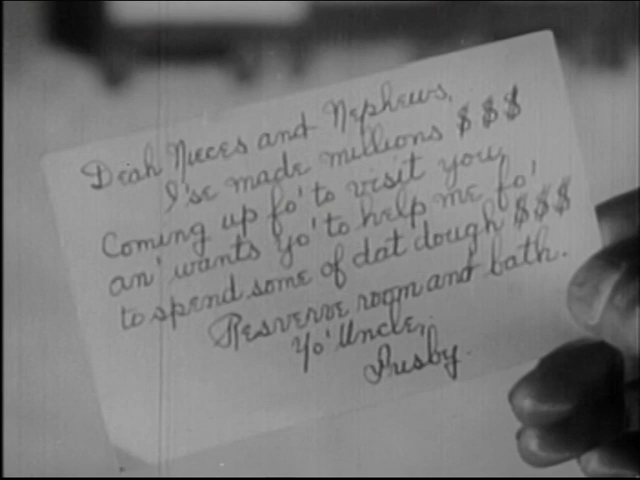 Deah Nieces and Nephews,
I'se made millions $$$
Coming up fo' to visit you,
an' wants yo' to help me fo'
to spend some of dat dough $$$
Reserve room and bath.
Yo' Uncle,